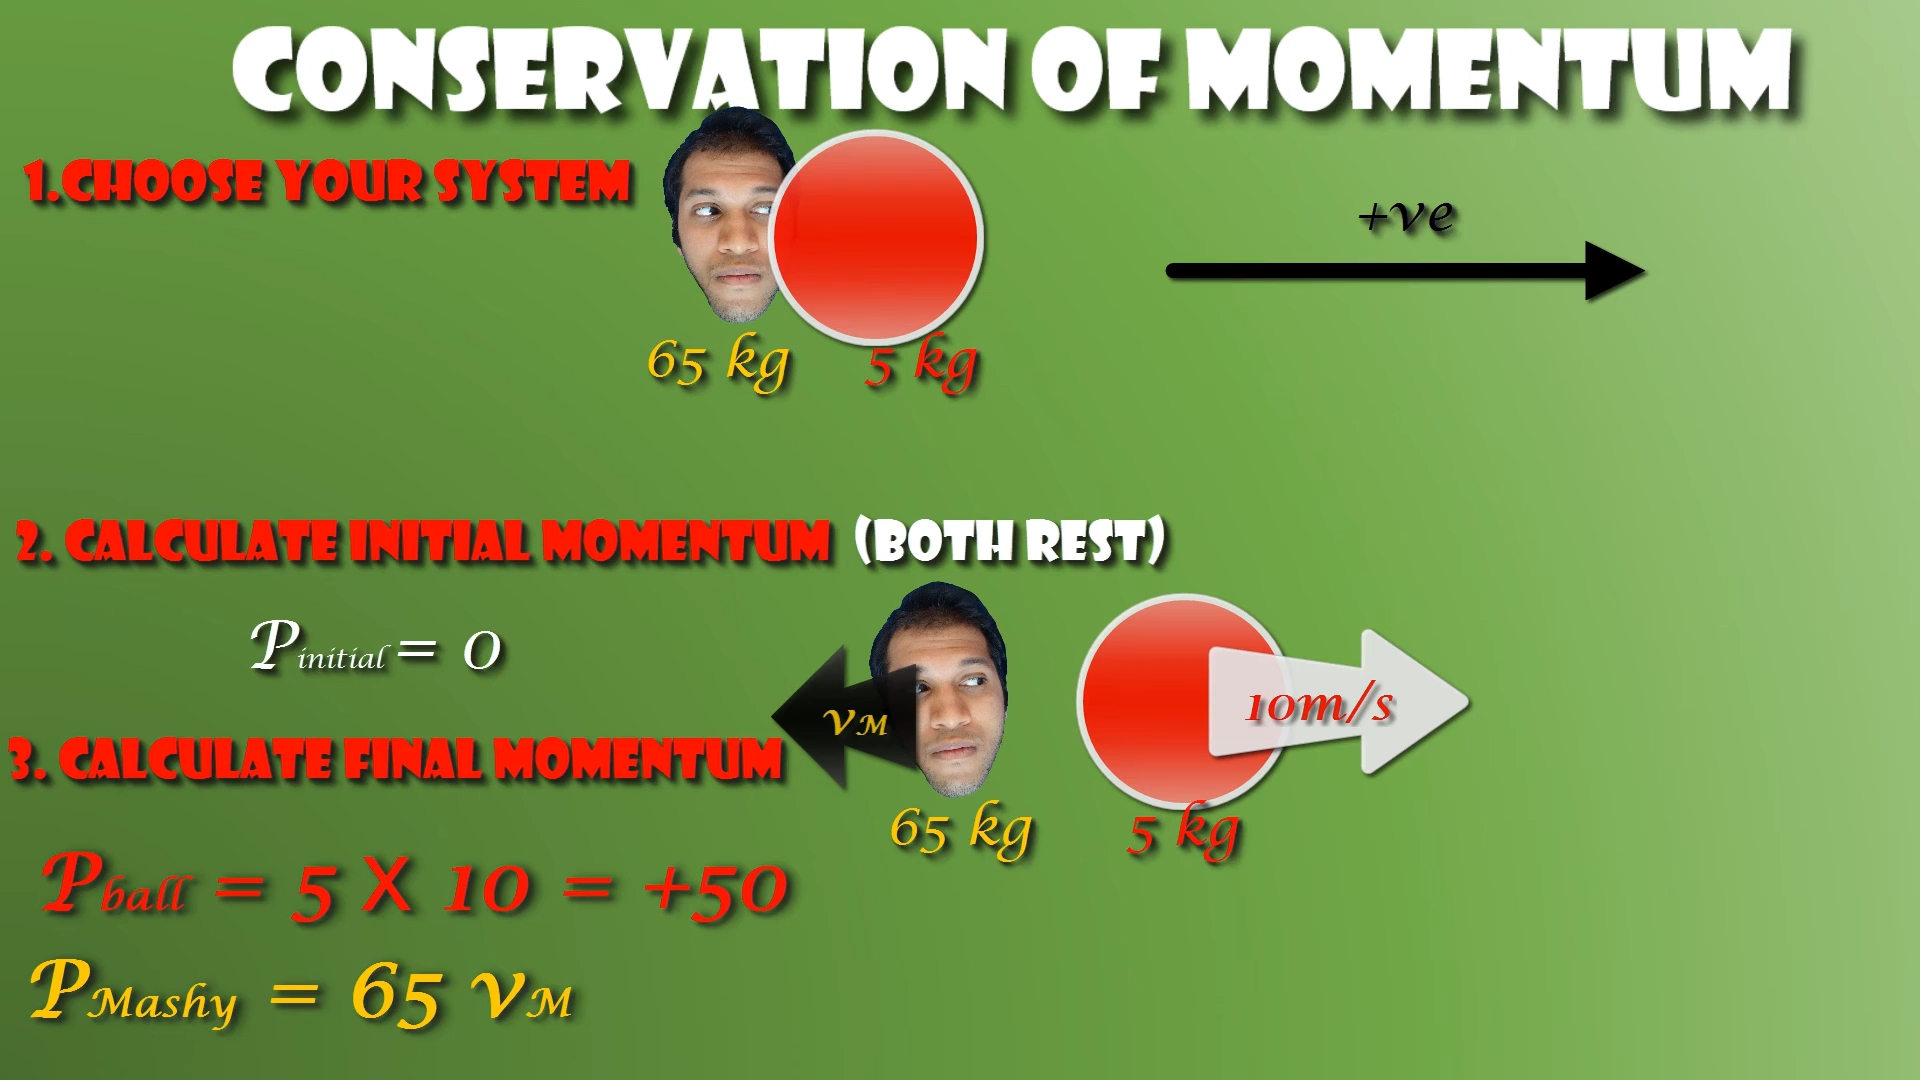 CONSERVATION OF MOMENTUM
1.CHOOSE YOUR SYSTEM
+ve
65 kg 5 kg
2. CALCULATE INITIAL MOMENTUM (BOTH REST)
Pinitial = 0
vM
10m/s
3. CALCULATE FINAL MOMENTUM
65 kg 5 kg
Pball = 5 X 10 = +50
PMashy = 65 vM